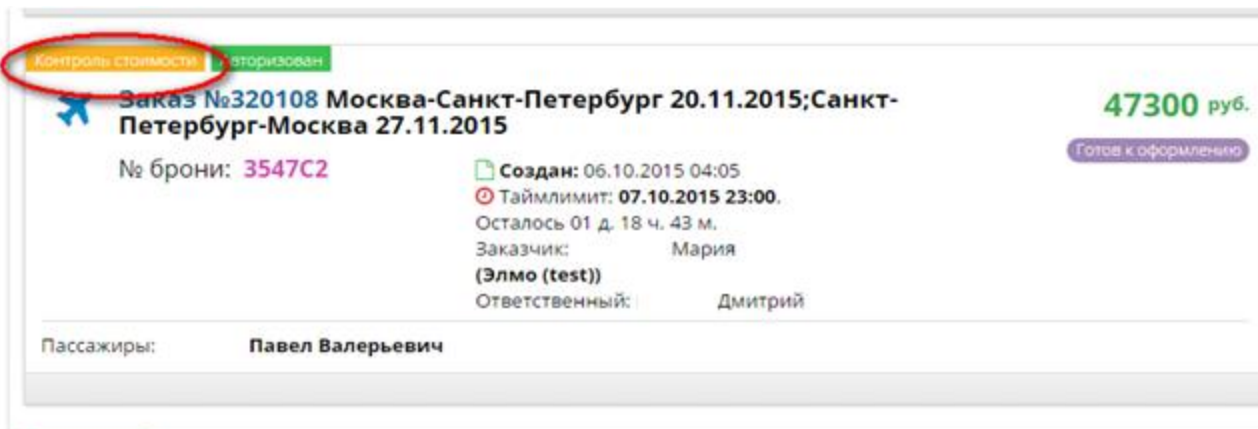 Контроль стоимости Авторизован
Заказ №320108 Москва-Санкт-Петербург 20.11.2015;Санкт-
Петербург-Москва 27.11.2015
47300 руб.
Готов к оформлению
№ брони: 3547C2
Создан: 06.10.2015 04:05
Таймлимит: 07.10.2015 23:00.
Осталось 01 д. 18 ч. 43 м.
Заказчик: Мария
(Элмо (test))
Ответственный: Дмитрий
Пассажиры: Павел Валерьевич